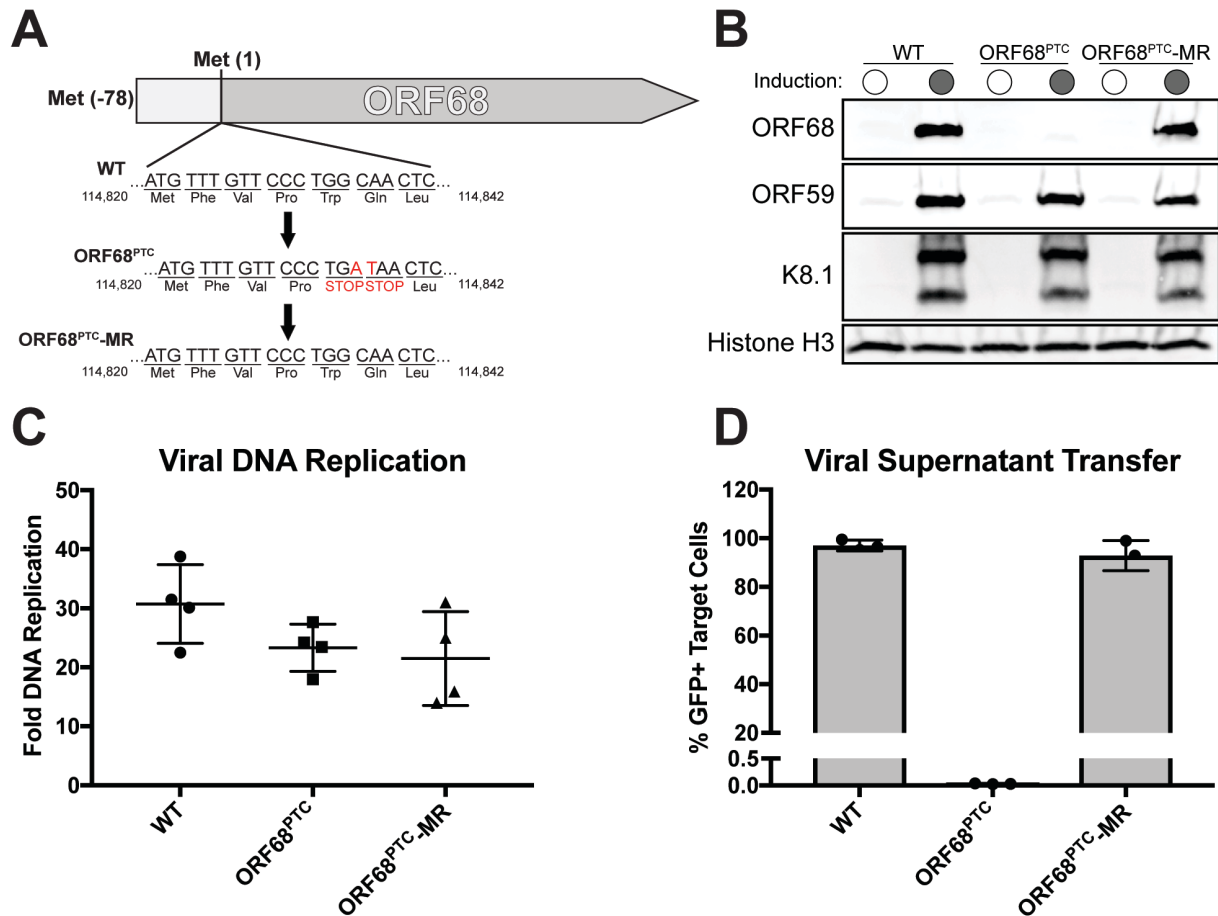 A
Met (1)
Met (-78)
ORF68
WT
...ATG TTT GTT CCC TGG CAA CTC...
114,820 Met Phe Val Pro Trp Gln Leu 114,842
ORF68PTC
...ATG TTT GTT CCC TGA TAA CTC...
114,820 Met Phe Val Pro STOP STOP Leu 114,842
ORF68PTC-MR
...ATG TTT GTT CCC TGG CAA CTC...
114,820 Met Phe Val Pro Trp Gln Leu 114,842
B
WT ORF68PTC ORF68PTC-MR
Induction:
ORF68
ORF59
K8.1
Histone H3
C
Viral DNA Replication
Fold DNA Replication
50
40
30
20
10
0
WT
ORF68PTC
ORF68PTC-MR
D
Viral Supernatant Transfer
% GFP+ Target Cells
120
100
80
60
40
20
0.5
0.0
WT
ORF68PTC
ORF68PTC-MR